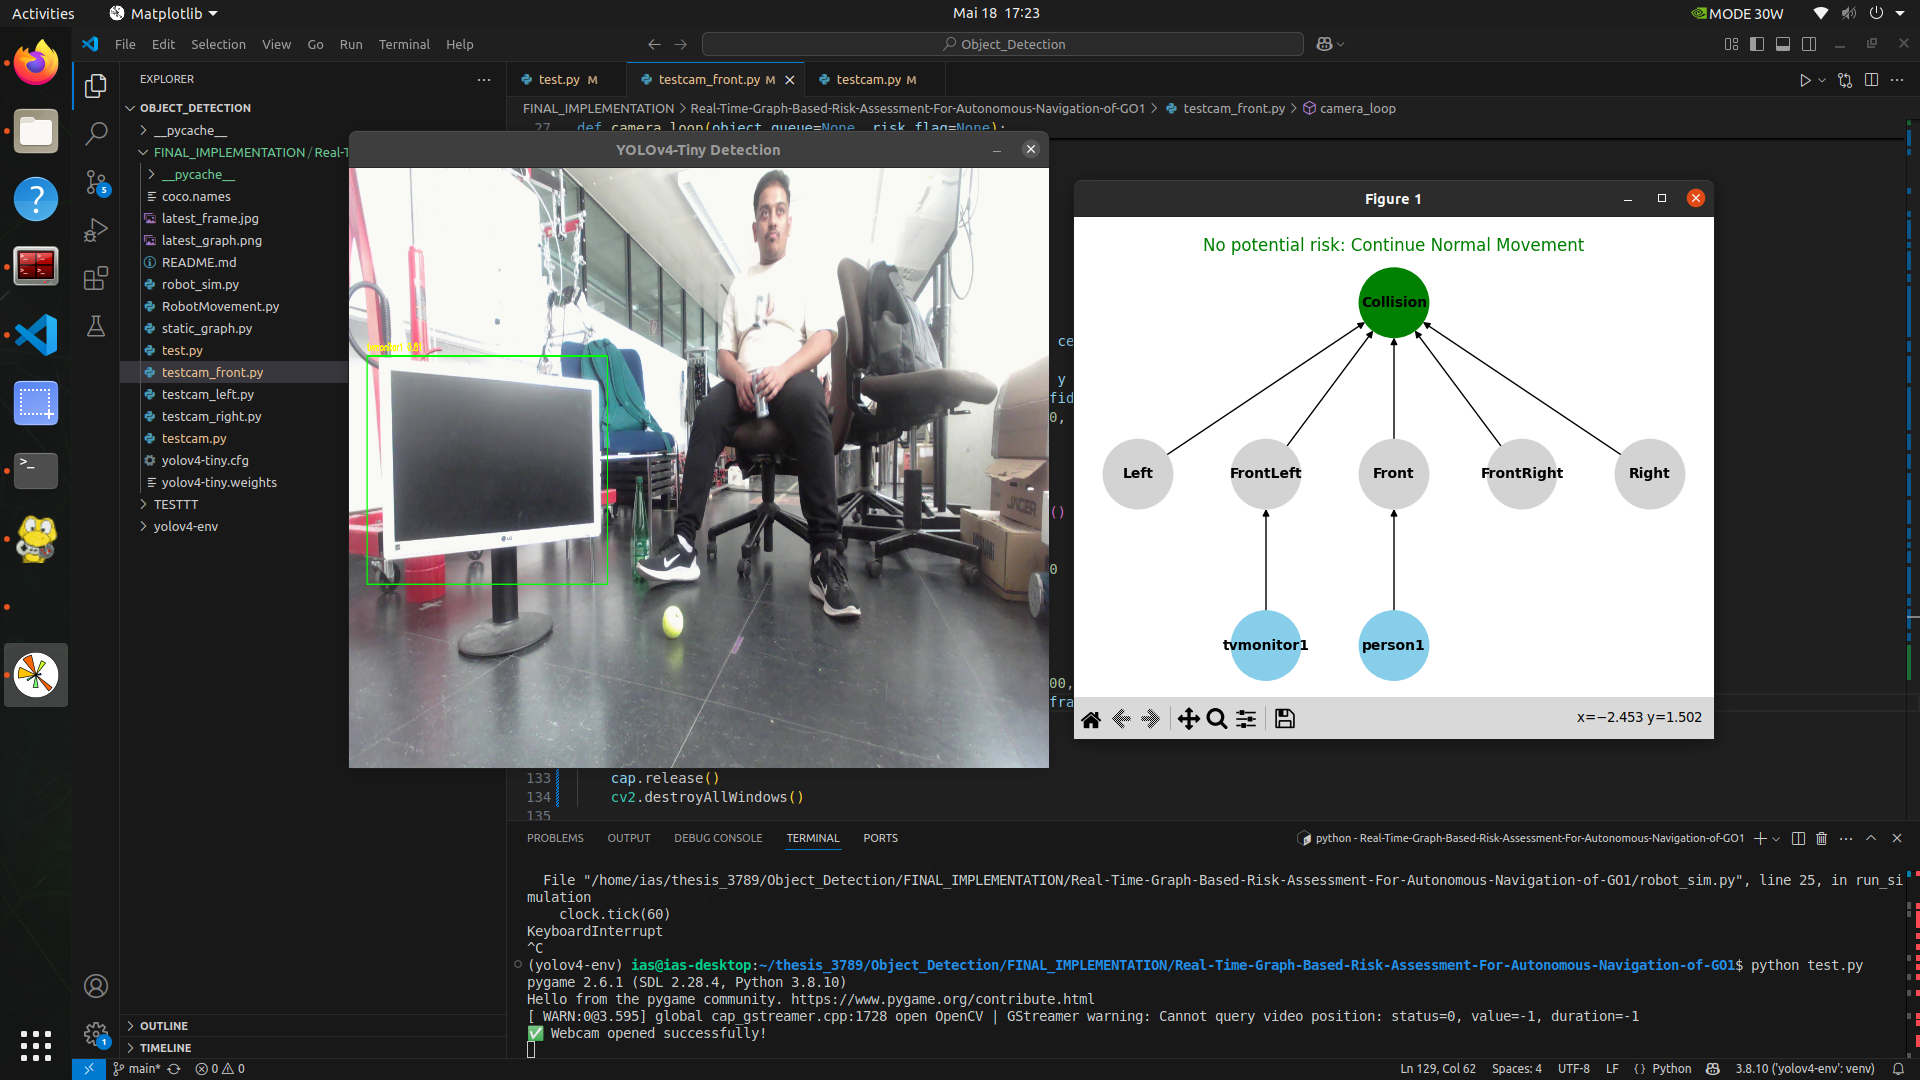 Activities
Matplotlib
Mai 18 17:23
MODE 30W
File Edit Selection View Go Run Terminal Help
Object_Detection
EXPLORER
OBJECT_DETECTION
__pycache__
FINAL_IMPLEMENTATION / Real-T
__pycache__
coco.names
latest_frame.jpg
latest_graph.png
README.md
robot_sim.py
RobotMovement.py
static_graph.py
test.py
testcam_front.py
testcam_left.py
testcam_right.py
testcam.py
yolov4-tiny.cfg
yolov4-tiny.weights
TESTTT
yolov4-env
OUTLINE
TIMELINE
test.py M
testcam_front.py M
testcam.py M
FINAL_IMPLEMENTATION > Real-Time-Graph-Based-Risk-Assessment-For-Autonomous-Navigation-of-GO1 > testcam_front.py > camera_loop
27 def camera_loop(object_queue=None, risk_flag=None):
YOLOv4-Tiny Detection
LG
JAGER
ce
y
fid
0,
()
0
00,
fra
Figure 1
No potential risk: Continue Normal Movement
Collision
Left
FrontLeft
Front
FrontRight
Right
tvmonitor1
person1
x=−2.453 y=1.502
133 cap.release()
134 cv2.destroyAllWindows()
135
PROBLEMS OUTPUT DEBUG CONSOLE TERMINAL PORTS
python - Real-Time-Graph-Based-Risk-Assessment-For-Autonomous-Navigation-of-GO1
File "/home/ias/thesis_3789/Object_Detection/FINAL_IMPLEMENTATION/Real-Time-Graph-Based-Risk-Assessment-For-Autonomous-Navigation-of-GO1/robot_sim.py", line 25, in run_si
mulation
clock.tick(60)
KeyboardInterrupt
^C
(yolov4-env) ias@ias-desktop:~/thesis_3789/Object_Detection/FINAL_IMPLEMENTATION/Real-Time-Graph-Based-Risk-Assessment-For-Autonomous-Navigation-of-GO1$ python test.py
pygame 2.6.1 (SDL 2.28.4, Python 3.8.10)
Hello from the pygame community. https://www.pygame.org/contribute.html
[ WARN:0@3.595] global cap_gstreamer.cpp:1728 open OpenCV | GStreamer warning: Cannot query video position: status=0, value=-1, duration=-1
✅ Webcam opened successfully!
5
1
main*
0 0
Ln 129, Col 62
Spaces: 4
UTF-8
LF
{} Python
3.8.10 ('yolov4-env': venv)